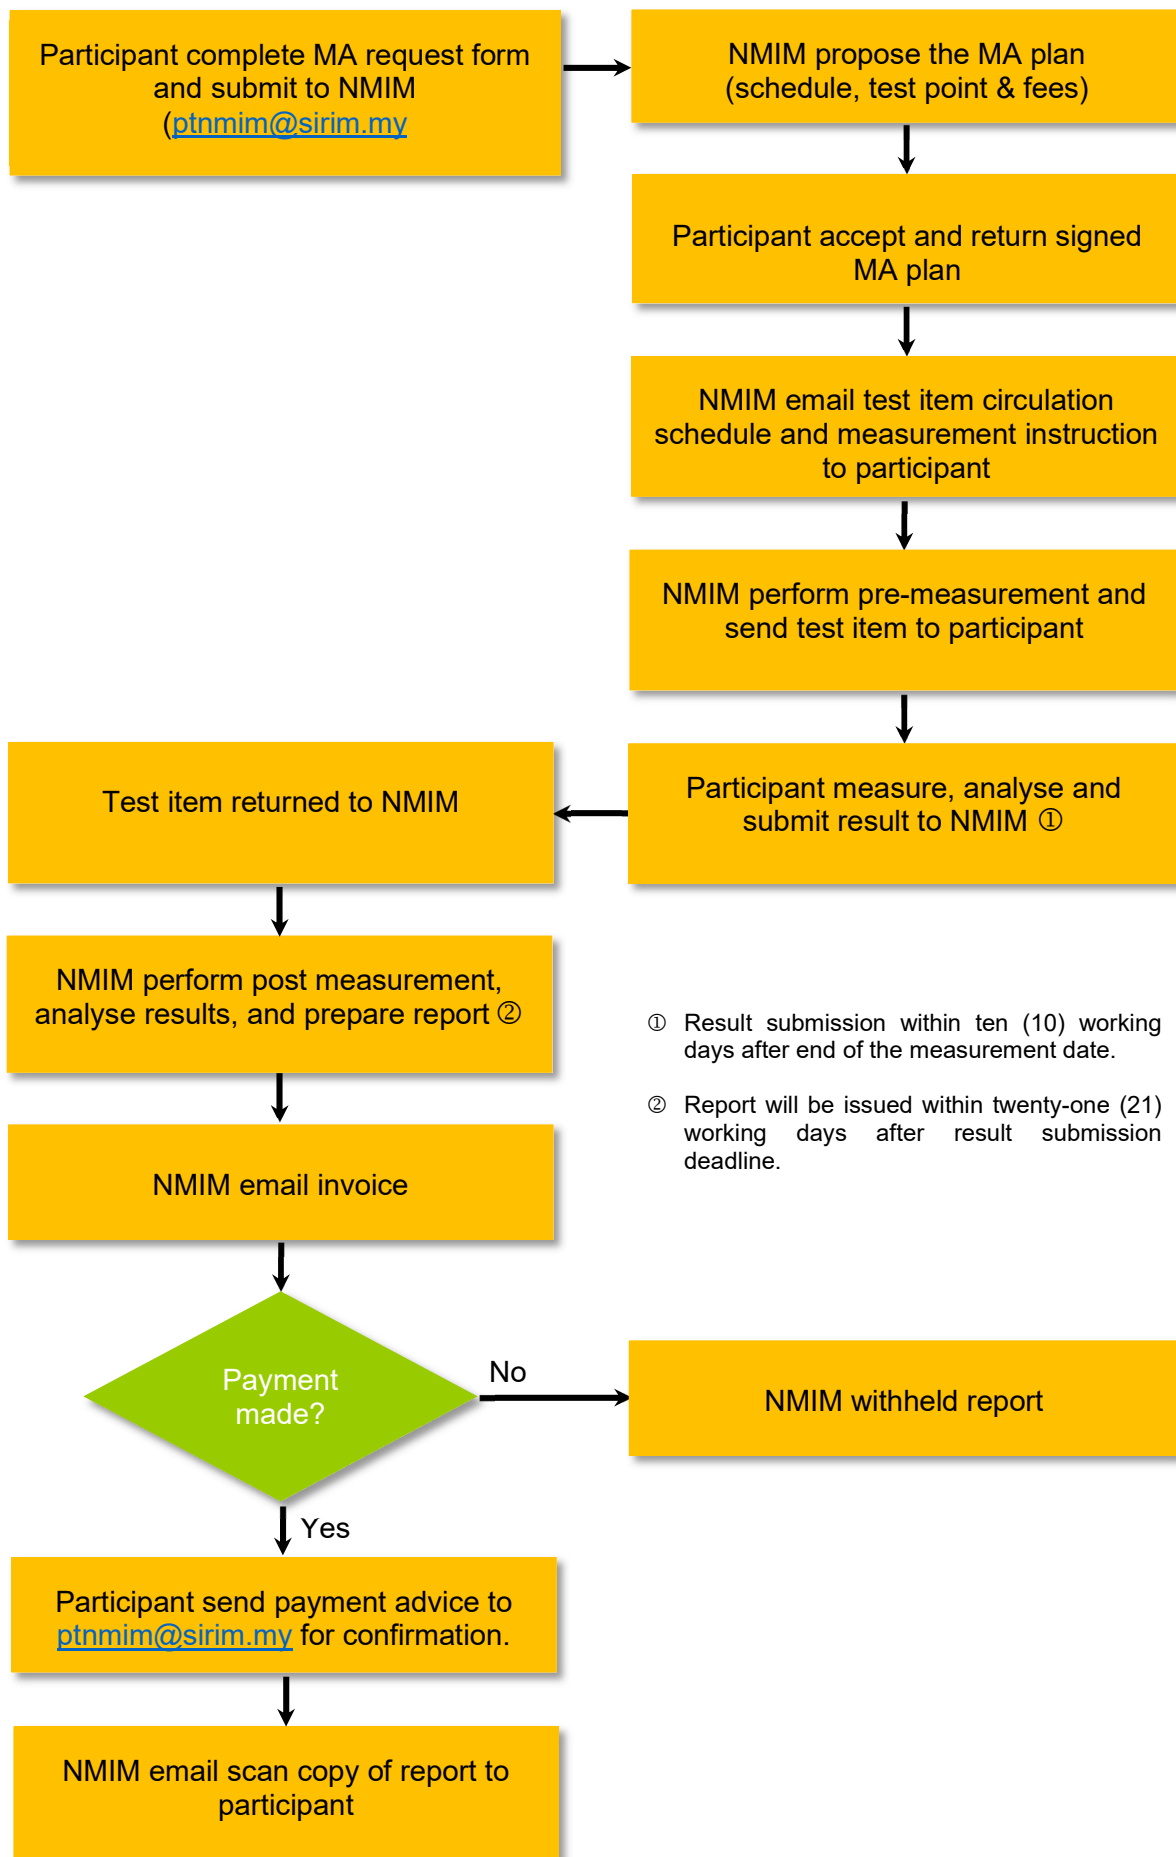 Participant complete MA request form
and submit to NMIM
(ptnmim@sirim.my
NMIM propose the MA plan
(schedule, test point & fees)
Participant accept and return signed
MA plan
NMIM email test item circulation
schedule and measurement instruction
to participant
NMIM perform pre-measurement and
send test item to participant
Participant measure, analyse and
submit result to NMIM ①
Test item returned to NMIM
NMIM perform post measurement,
analyse results, and prepare report ②
① Result submission within ten (10) working
days after end of the measurement date.
② Report will be issued within twenty-one (21)
working days after result submission
deadline.
NMIM email invoice
Payment
made?
No
NMIM withheld report
Yes
Participant send payment advice to
ptnmim@sirim.my for confirmation.
NMIM email scan copy of report to
participant